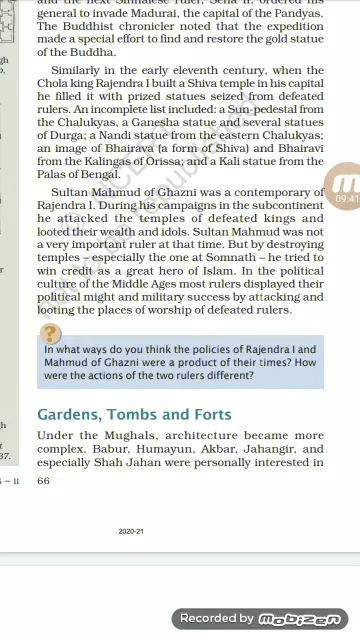 and the next Sinhalese ruler, Sena II, ordered his
general to invade Madurai, the capital of the Pandyas.
The Buddhist chronicler noted that the expedition
made a special effort to find and restore the gold statue
of the Buddha.
Similarly in the early eleventh century, when the
Chola king Rajendra I built a Shiva temple in his capital
he filled it with prized statues seized from defeated
rulers. An incomplete list included: a Sun-pedestal from
the Chalukyas, a Ganesha statue and several statues
of Durga; a Nandi statue from the eastern Chalukyas;
an image of Bhairava (a form of Shiva) and Bhairavi
from the Kalingas of Orissa; and a Kali statue from the
Palas of Bengal.
Sultan Mahmud of Ghazni was a contemporary of
Rajendra I. During his campaigns in the subcontinent
he attacked the temples of defeated kings and
looted their wealth and idols. Sultan Mahmud was not
a very important ruler at that time. But by destroying
temples – especially the one at Somnath – he tried to
win credit as a great hero of Islam. In the political
culture of the Middle Ages most rulers displayed their
political might and military success by attacking and
looting the places of worship of defeated rulers.
?
In what ways do you think the policies of Rajendra I and
Mahmud of Ghazni were a product of their times? How
were the actions of the two rulers different?
Gardens, Tombs and Forts
Under the Mughals, architecture became more
complex. Babur, Humayun, Akbar, Jahangir, and
especially Shah Jahan were personally interested in
– II 66
2020-21
09:41
not to be republished
Recorded by mobizen